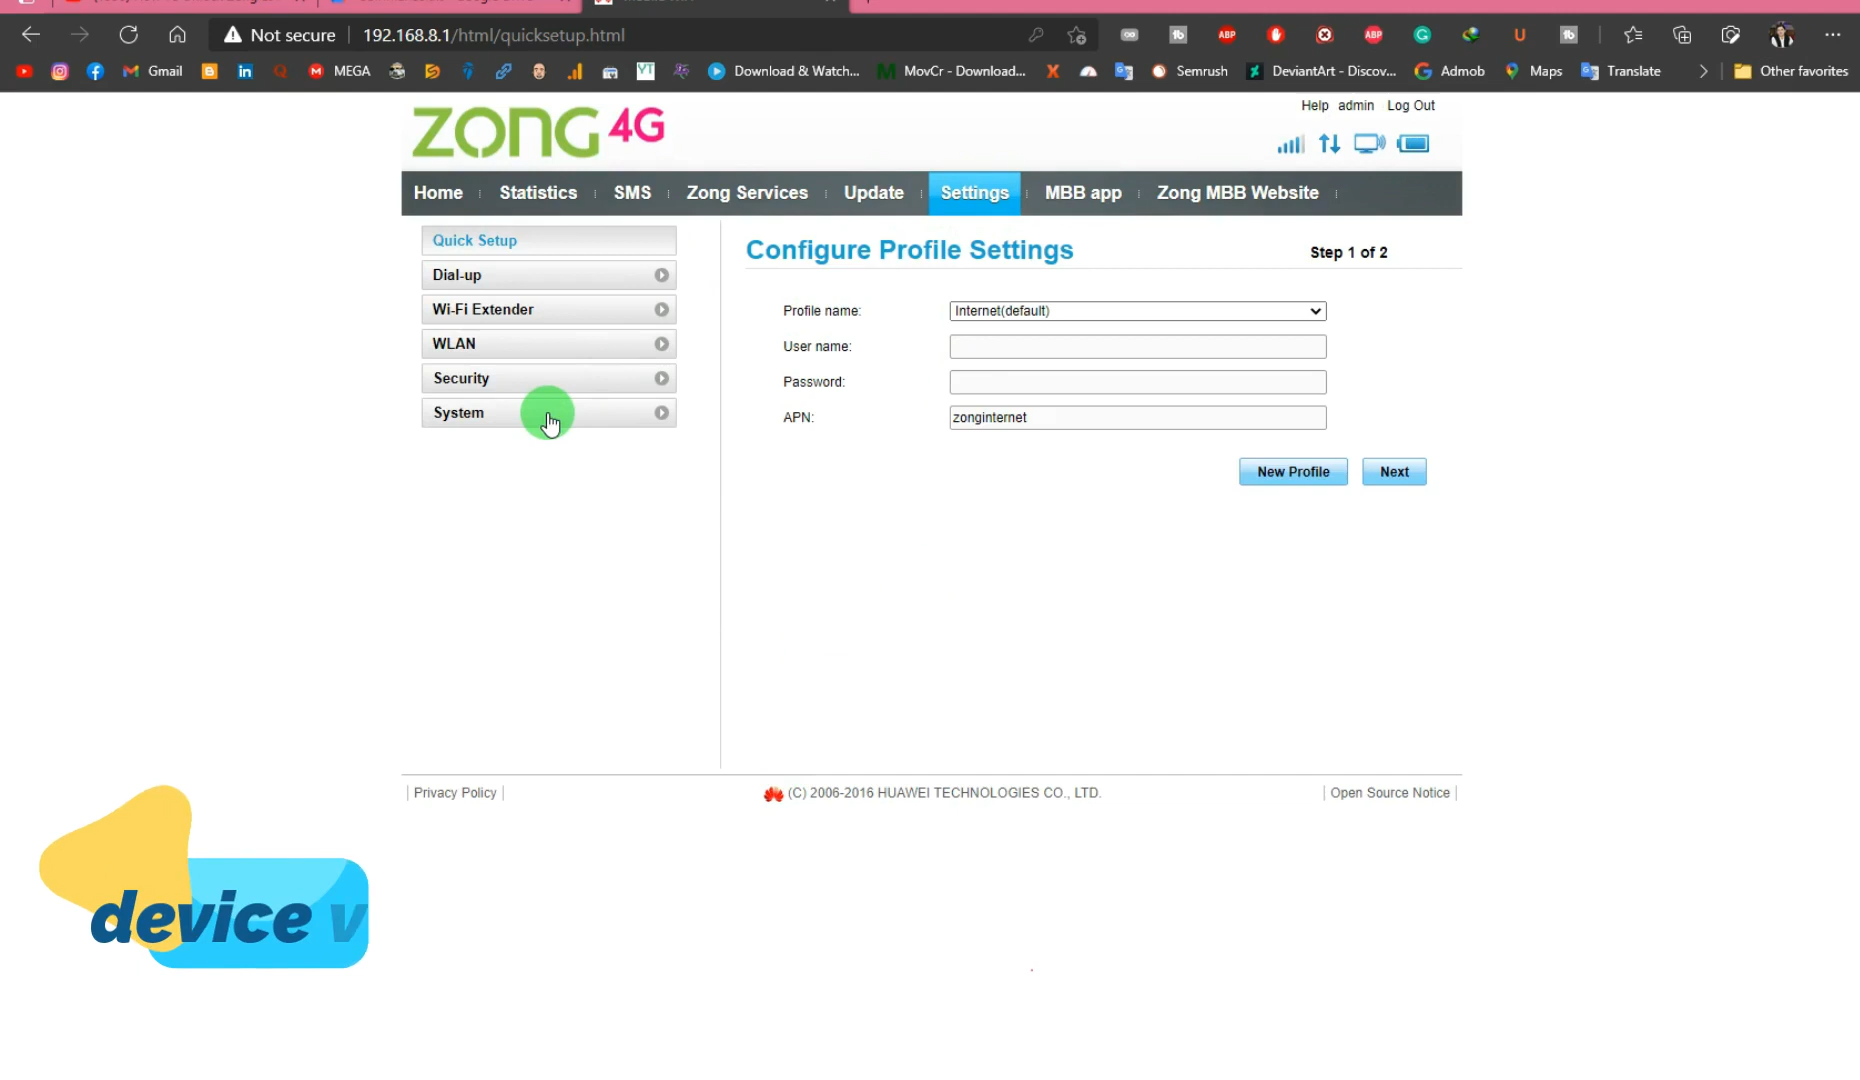 Not secure
192.168.8.1/html/quicksetup.html
Gmail
MEGA
Download & Watch...
MovCr - Download...
Semrush
DeviantArt - Discov...
Admob
Maps
Translate
Other favorites
ZONG 4G
Help admin Log Out
Home
Statistics
SMS
Zong Services
Update
Settings
MBB app
Zong MBB Website
Quick Setup
Dial-up
Wi-Fi Extender
WLAN
Security
System
Configure Profile Settings
Step 1 of 2
Profile name:
Internet(default)
User name:
Password:
APN:
zonginternet
New Profile
Next
Privacy Policy
(C) 2006-2016 HUAWEI TECHNOLOGIES CO., LTD.
Open Source Notice
device v